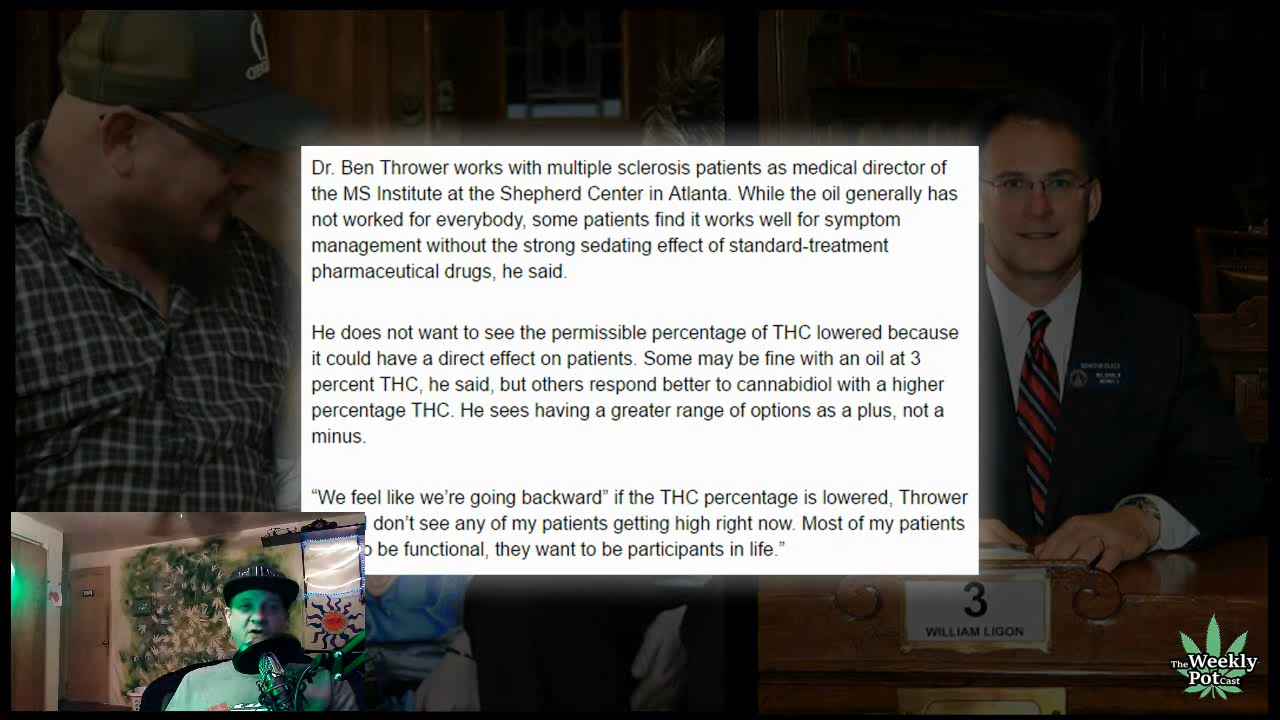 Dr. Ben Thrower works with multiple sclerosis patients as medical director of
the MS Institute at the Shepherd Center in Atlanta. While the oil generally has
not worked for everybody, some patients find it works well for symptom
management without the strong sedating effect of standard-treatment
pharmaceutical drugs, he said.
He does not want to see the permissible percentage of THC lowered because
it could have a direct effect on patients. Some may be fine with an oil at 3
percent THC, he said, but others respond better to cannabidiol with a higher
percentage THC. He sees having a greater range of options as a plus, not a
minus.
“We feel like we’re going backward” if the THC percentage is lowered, Thrower
don’t see any of my patients getting high right now. Most of my patients
be functional, they want to be participants in life.”
3
WILLIAM LIGON
The Weekly
PotCast